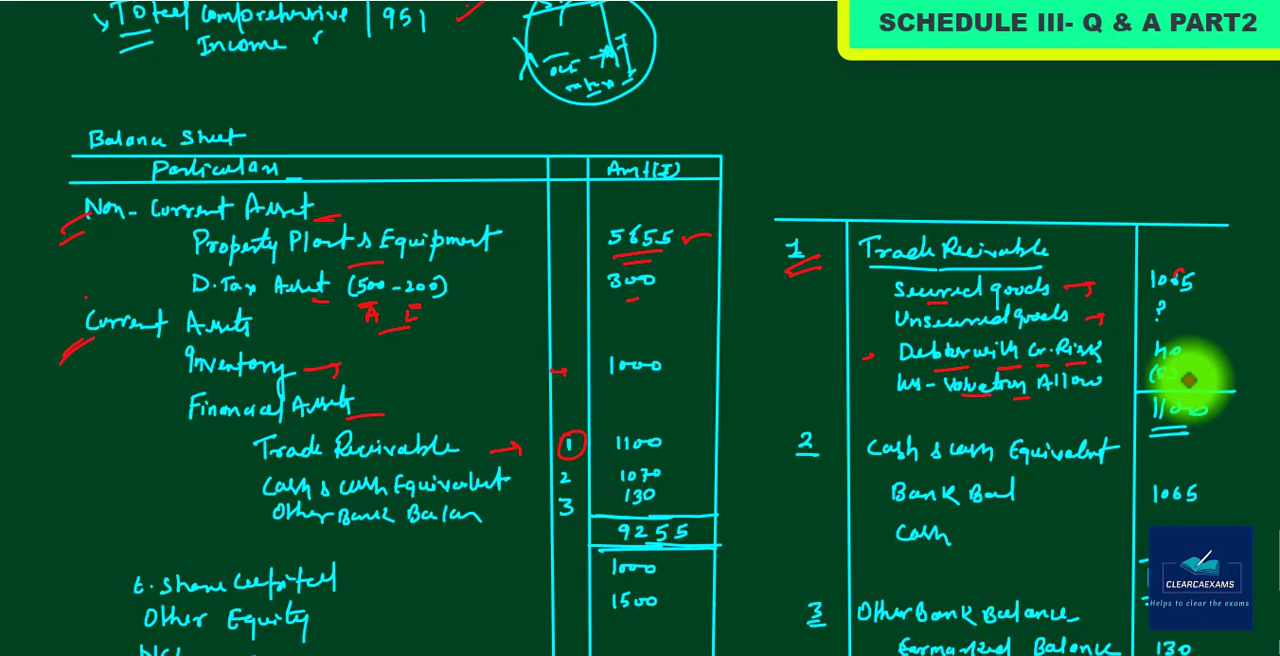 SCHEDULE III- Q & A PART2
Total Comprehensive | 951
Income
Balance Sheet
Particulars Amt(I)
Non-Current Asset
Property Plant & Equipment 5655
D.Tax Asset (500-200) 300
A L
Current Assets
Inventory 1000
Financial Assets
Trade Receivable 1 1100
Cash & Cash Equivalent 2 1070
Other Bank Balan 3 130
9255
E. Share Capital 1000
Other Equity 1500
1 Trade Receivable
Secured goods 1065
Unsecured goods ?
Debtor with Cr. Risk 40
Allow
1100
2 Cash & Cash Equivalent
Bank Bal 1065
Cash
3 Other Bank Balance
Earmarked Balance 130
CLEARCAEXAMS
Helps to clear the exams